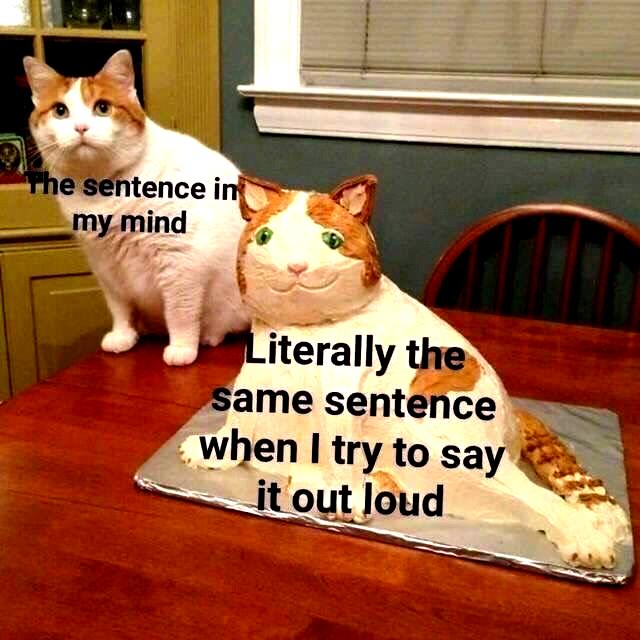 The sentence in
my mind
Literally the
same sentence
when I try to say
it out loud